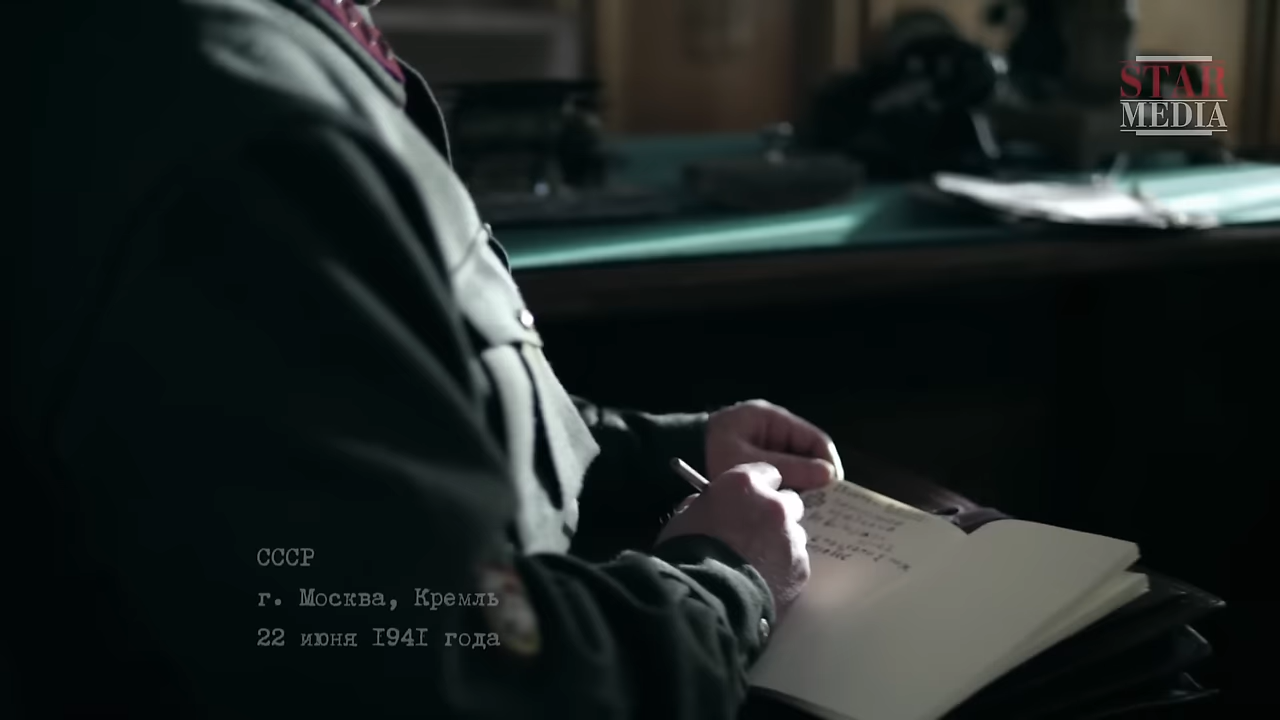 STAR
MEDIA
СССР
г. Москва, Кремль
22 июня 1941 года